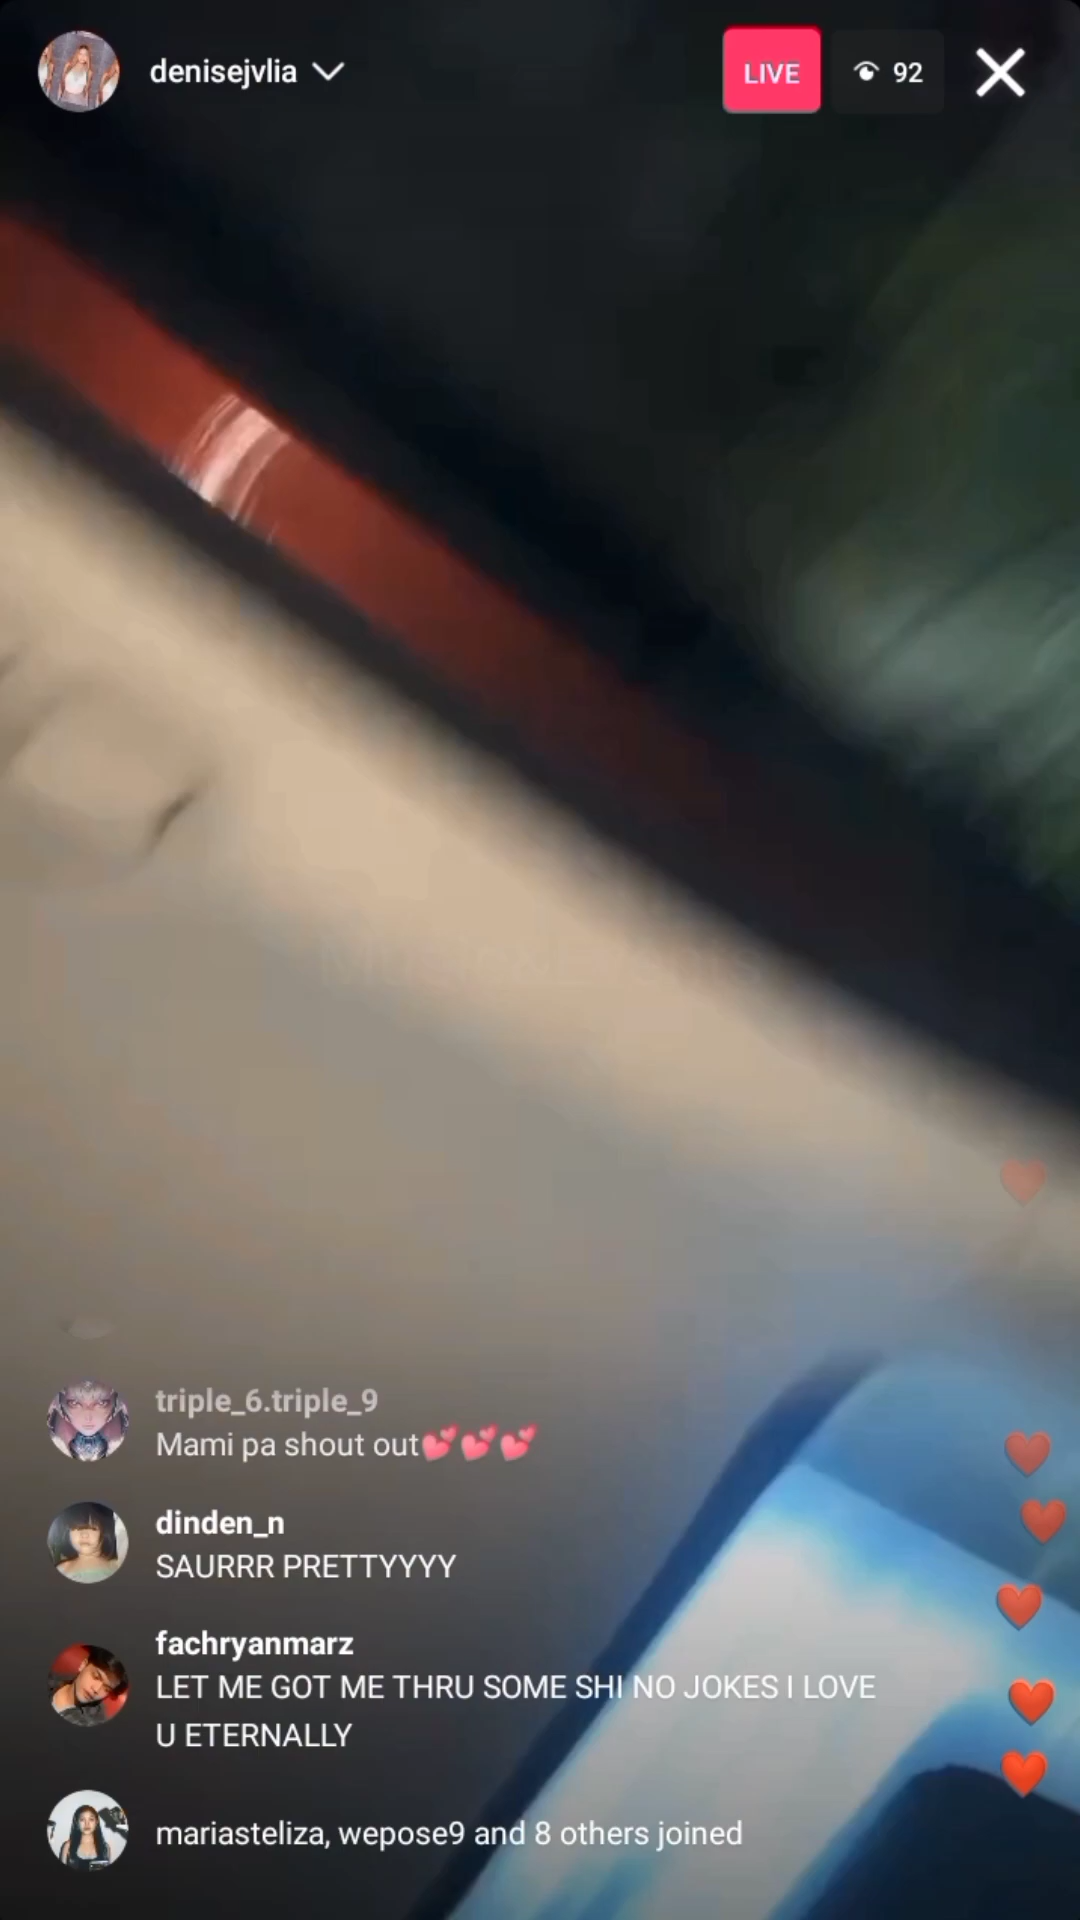 denisejvlia
LIVE
92
triple_6.triple_9
Mami pa shout out💕💕💕
dinden_n
SAURRR PRETTYYYY
fachryanmarz
LET ME GOT ME THRU SOME SHI NO JOKES I LOVE
U ETERNALLY
mariasteliza, wepose9 and 8 others joined